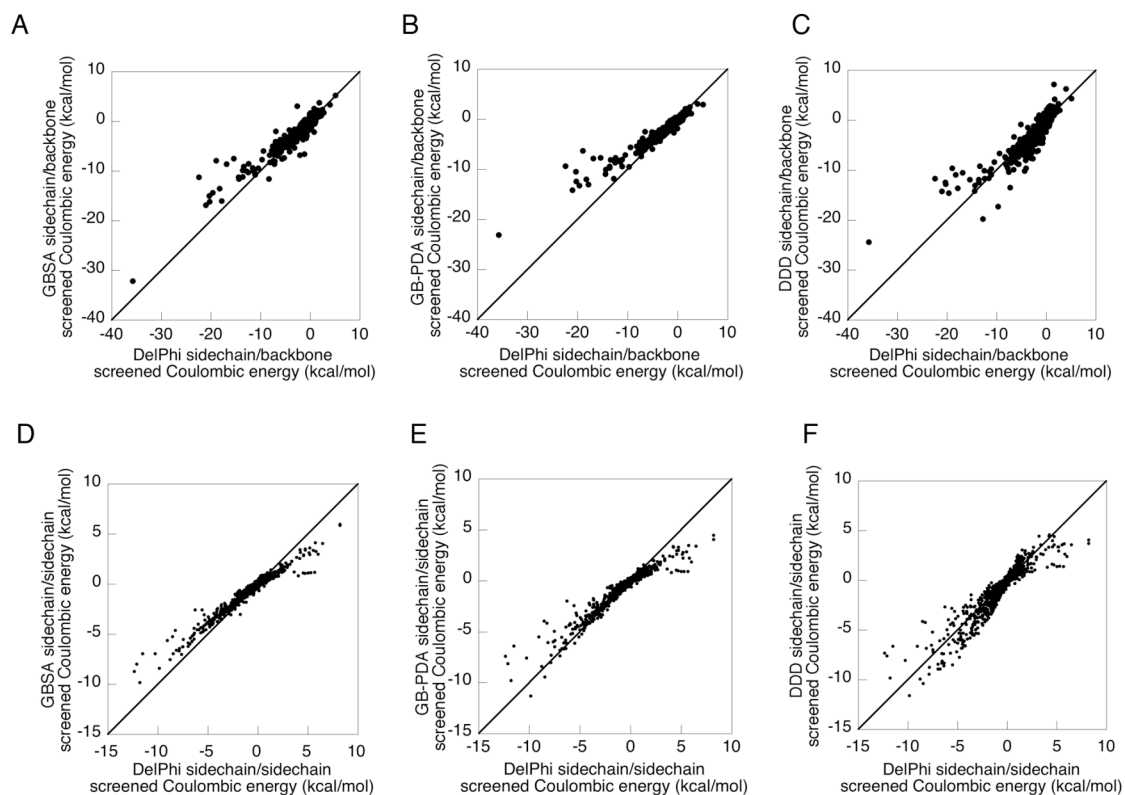 A
B
C
GBSA sidechain/backbone
screened Coulombic energy (kcal/mol)
10
0
-10
-20
-30
-40
-40
-30
-20
-10
0
10
DelPhi sidechain/backbone
screened Coulombic energy (kcal/mol)
GB-PDA sidechain/backbone
screened Coulombic energy (kcal/mol)
10
0
-10
-20
-30
-40
-40
-30
-20
-10
0
10
DelPhi sidechain/backbone
screened Coulombic energy (kcal/mol)
DDD sidechain/backbone
screened Coulombic energy (kcal/mol)
10
0
-10
-20
-30
-40
-40
-30
-20
-10
0
10
DelPhi sidechain/backbone
screened Coulombic energy (kcal/mol)
D
E
F
GBSA sidechain/sidechain
screened Coulombic energy (kcal/mol)
10
5
0
-5
-10
-15
-15
-10
-5
0
5
10
DelPhi sidechain/sidechain
screened Coulombic energy (kcal/mol)
GB-PDA sidechain/sidechain
screened Coulombic energy (kcal/mol)
10
5
0
-5
-10
-15
-15
-10
-5
0
5
10
DelPhi sidechain/sidechain
screened Coulombic energy (kcal/mol)
DDD sidechain/sidechain
screened Coulombic energy (kcal/mol)
10
5
0
-5
-10
-15
-15
-10
-5
0
5
10
DelPhi sidechain/sidechain
screened Coulombic energy (kcal/mol)